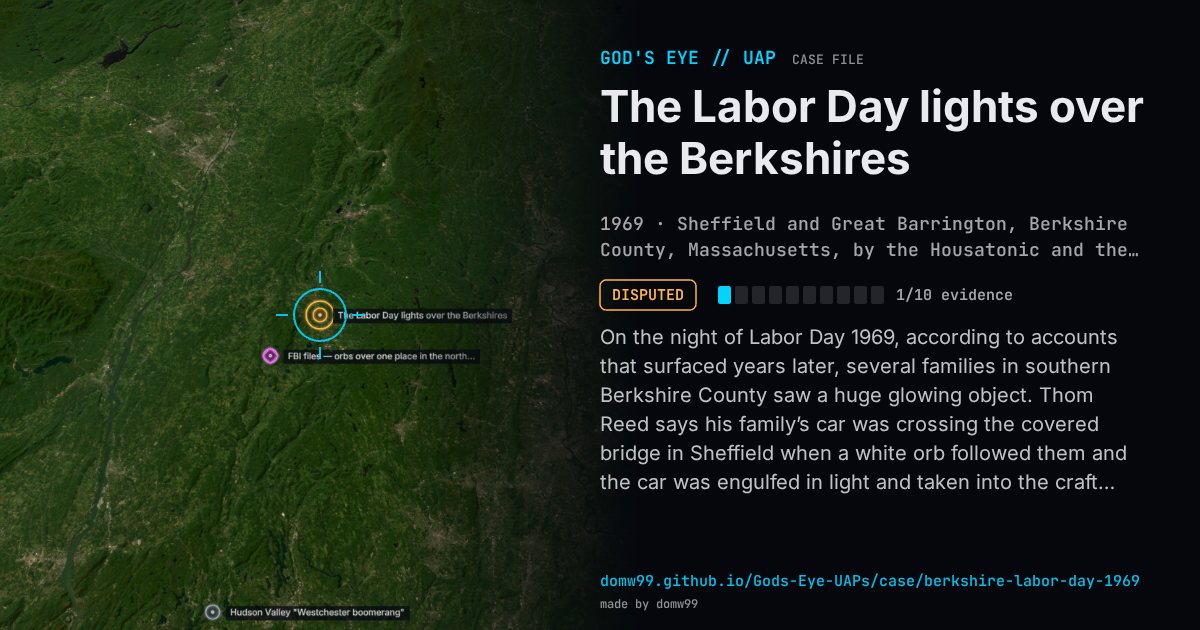 GOD'S EYE // UAP CASE FILE
The Labor Day lights over
the Berkshires
1969 · Sheffield and Great Barrington, Berkshire
County, Massachusetts, by the Housatonic and the…
DISPUTED 1/10 evidence
On the night of Labor Day 1969, according to accounts
that surfaced years later, several families in southern
Berkshire County saw a huge glowing object. Thom
Reed says his family’s car was crossing the covered
bridge in Sheffield when a white orb followed them and
the car was engulfed in light and taken into the craft…
domw99.github.io/Gods-Eye-UAPs/case/berkshire-labor-day-1969
made by domw99
The Labor Day lights over the Berkshires
FBI files — orbs over one place in the north…
Hudson Valley "Westchester boomerang"